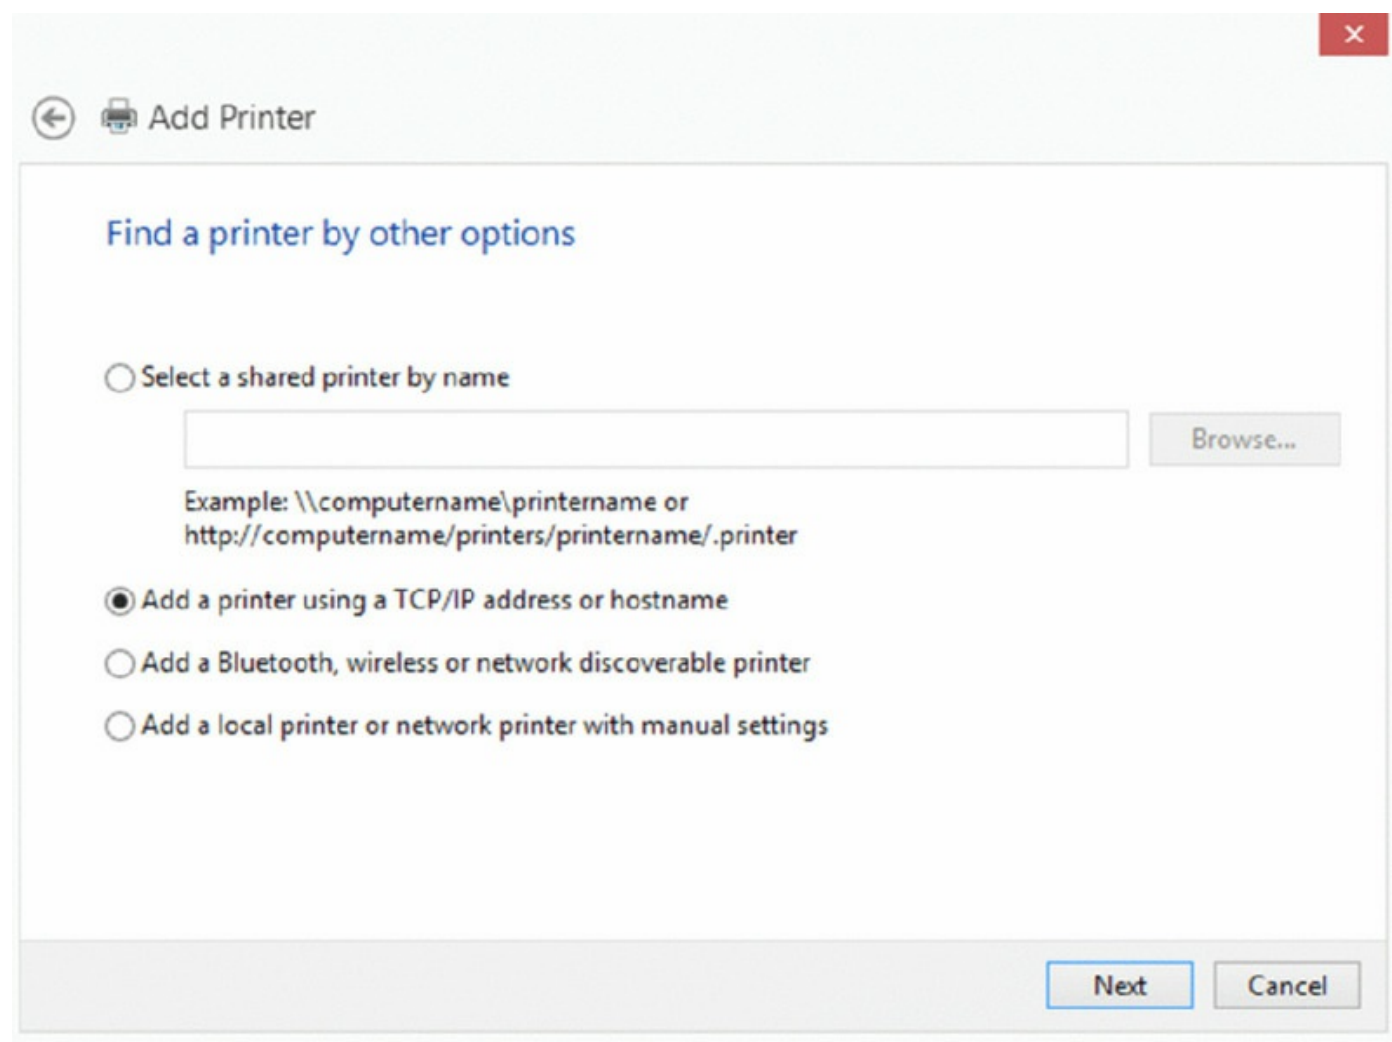 Add Printer
Find a printer by other options
Select a shared printer by name
Browse...
Example: \\computername\printername or
http://computername/printers/printername/.printer
Add a printer using a TCP/IP address or hostname
Add a Bluetooth, wireless or network discoverable printer
Add a local printer or network printer with manual settings
Next Cancel